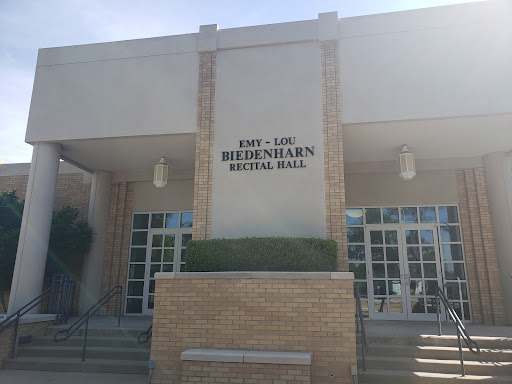 EMY - LOU
BIEDENHARN
RECITAL HALL